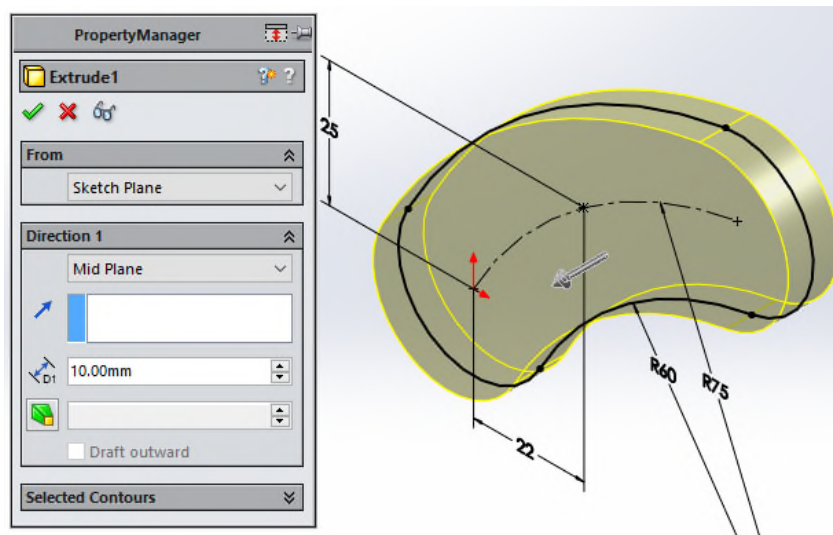 PropertyManager
Extrude1
From
Sketch Plane
Direction 1
Mid Plane
D1
10.00mm
Draft outward
Selected Contours
25
22
R60
R75